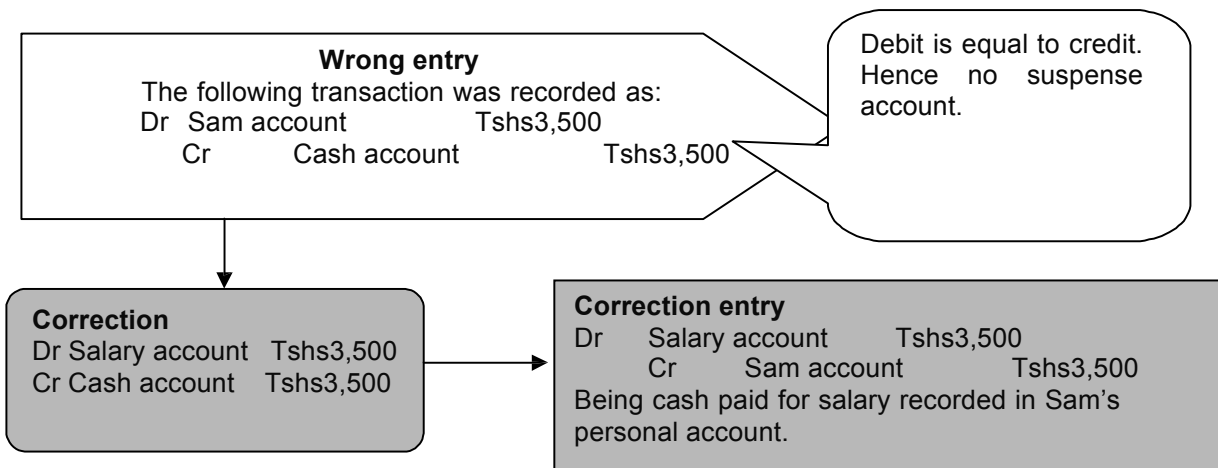 Wrong entry
The following transaction was recorded as:
Dr Sam account Tshs3,500
Cr Cash account Tshs3,500
Debit is equal to credit.
Hence no suspense
account.
Correction
Dr Salary account Tshs3,500
Cr Cash account Tshs3,500
Correction entry
Dr Salary account Tshs3,500
Cr Sam account Tshs3,500
Being cash paid for salary recorded in Sam's
personal account.